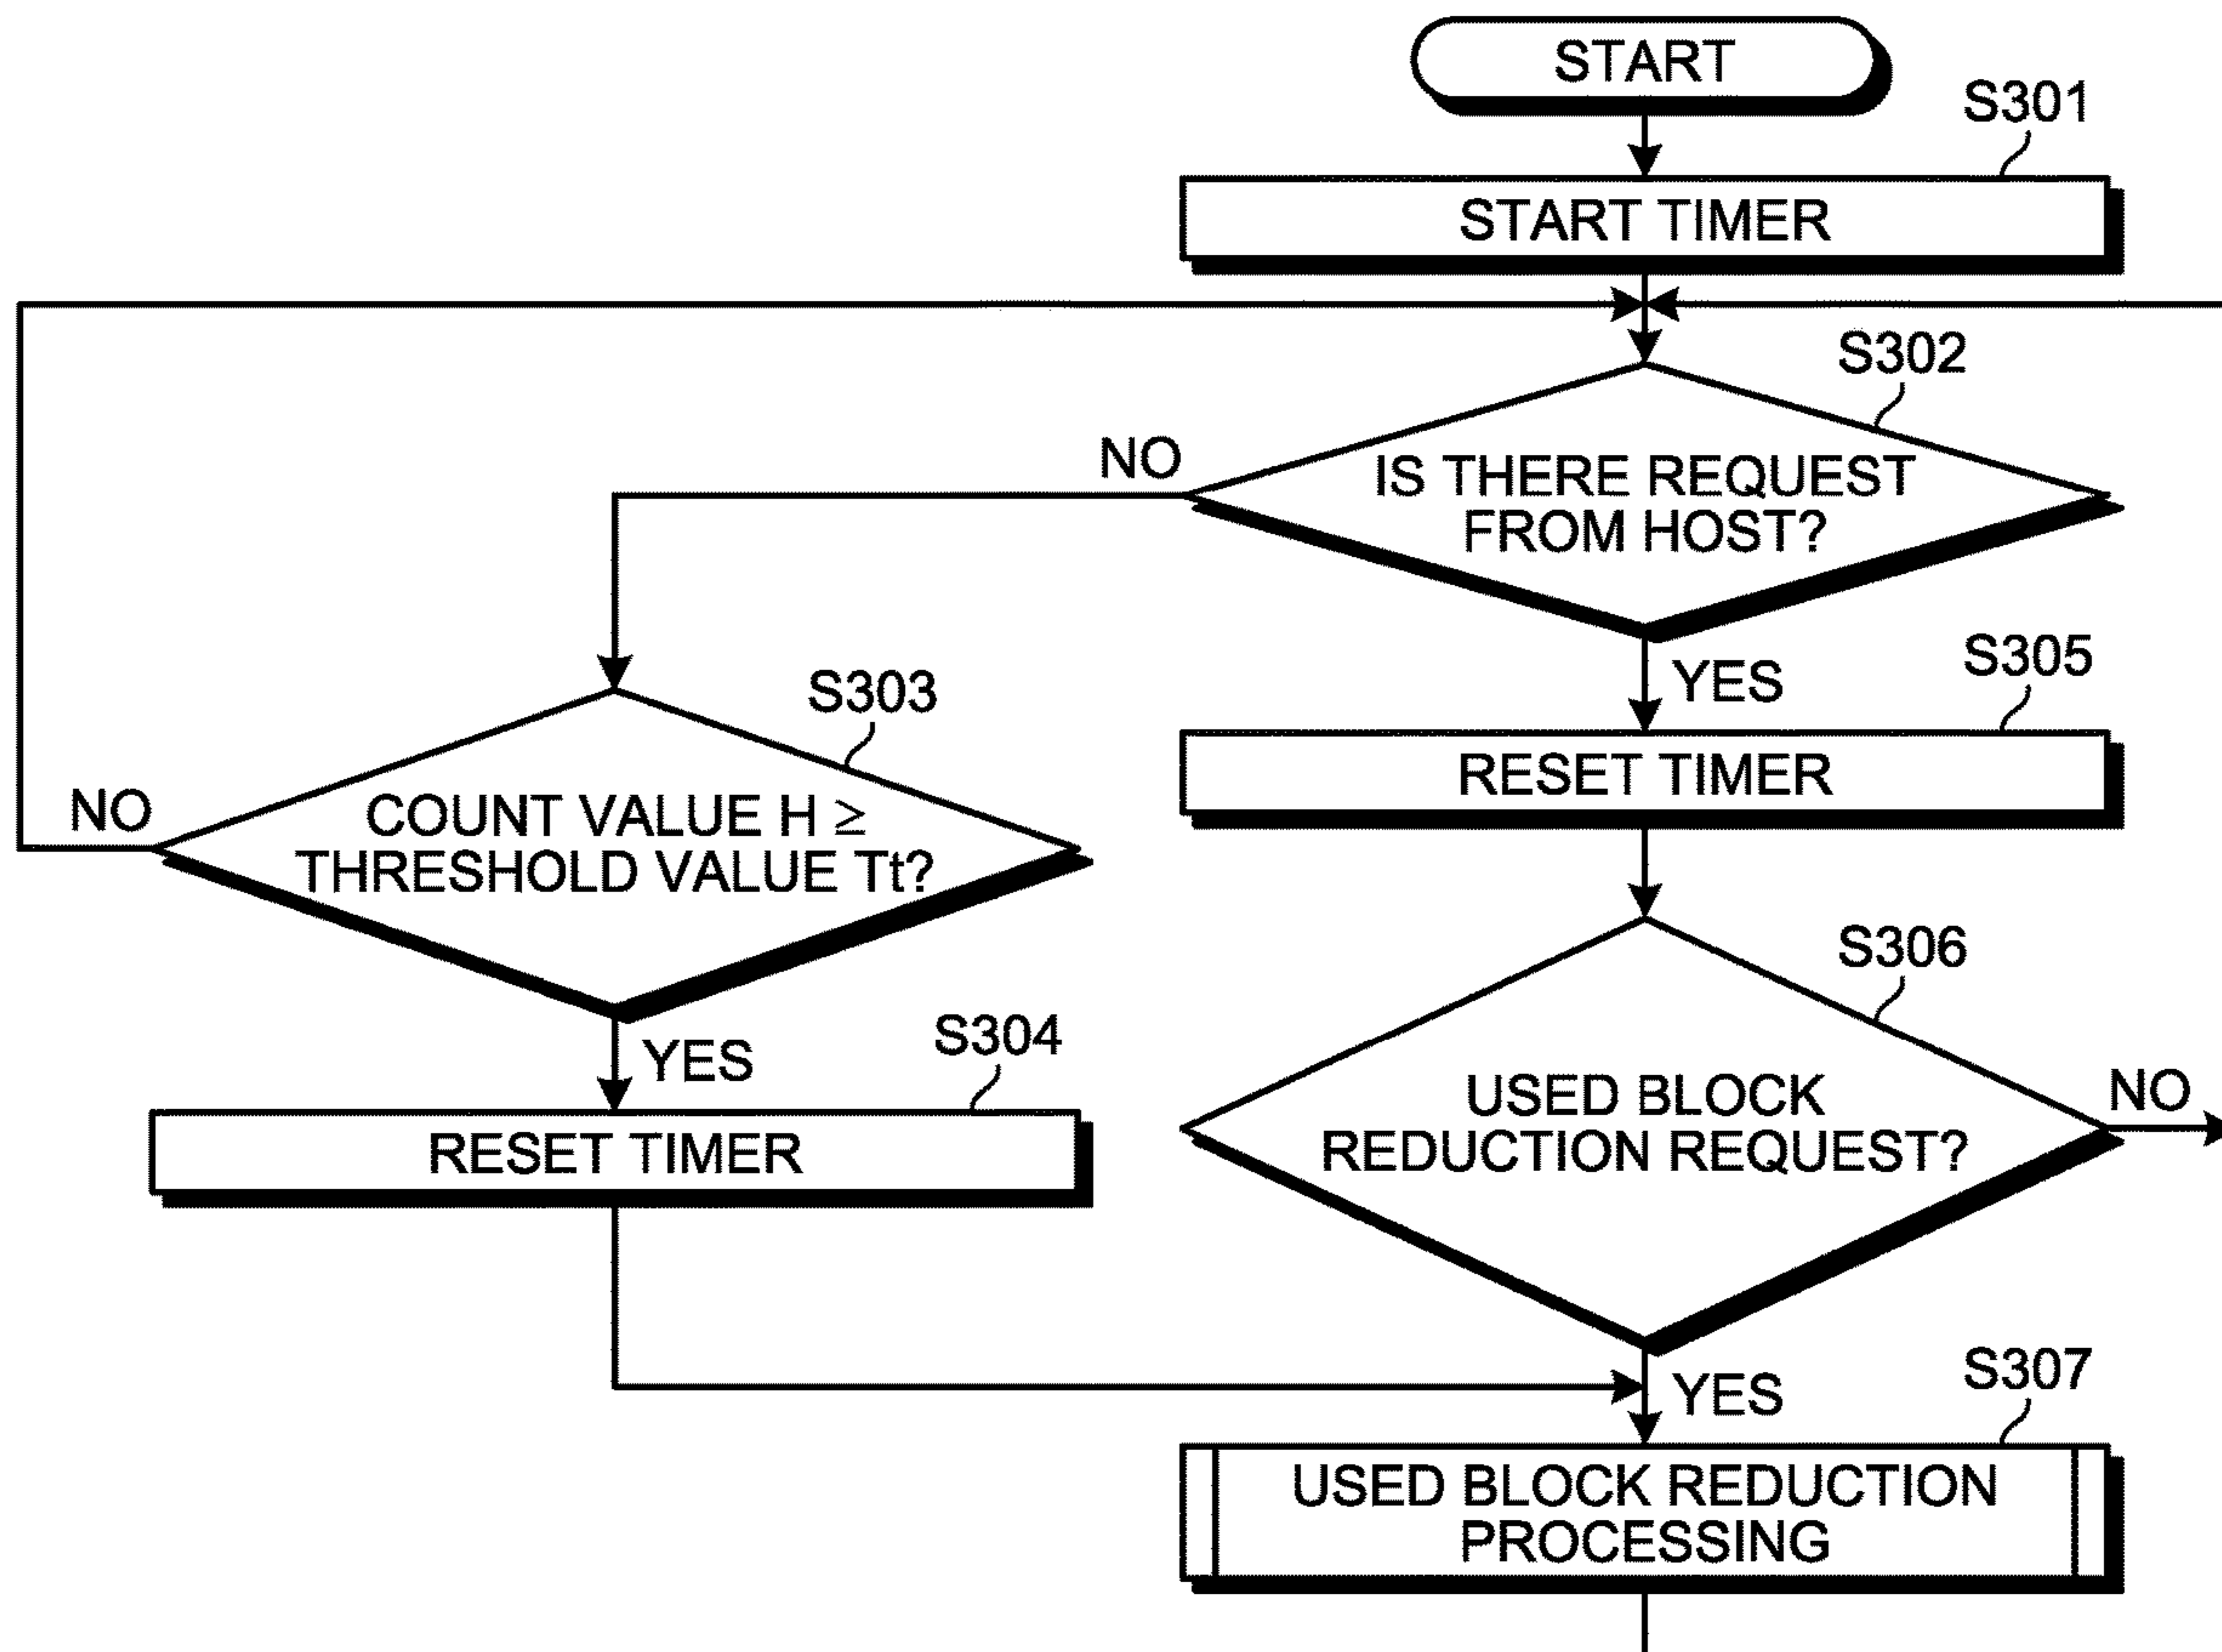 START
S301
START TIMER
S302
NO
IS THERE REQUEST
FROM HOST?
S305
YES
S303
RESET TIMER
NO
COUNT VALUE H ≥
THRESHOLD VALUE Tt?
S306
S304
YES
USED BLOCK
REDUCTION REQUEST?
NO
RESET TIMER
S307
YES
USED BLOCK REDUCTION
PROCESSING